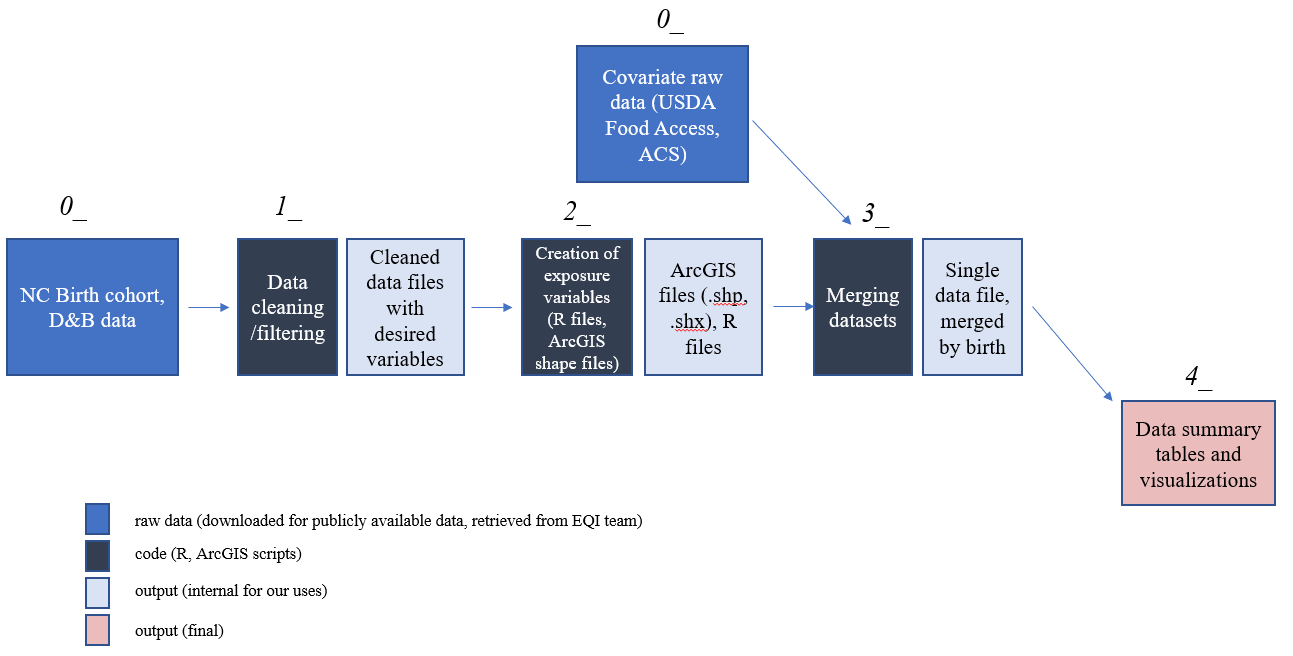 0_
Covariate raw
data (USDA
Food Access,
ACS)
0_
NC Birth cohort,
D&B data
1_
Data
cleaning
/filtering
Cleaned
data files
with
desired
variables
2_
Creation of
exposure
variables
(R files,
ArcGIS
shape files)
ArcGIS
files (.shp,
.shx), R
files
3_
Merging
datasets
Single
data file,
merged
by birth
4_
Data summary
tables and
visualizations
raw data (downloaded for publicly available data, retrieved from EQI team)
code (R, ArcGIS scripts)
output (internal for our uses)
output (final)